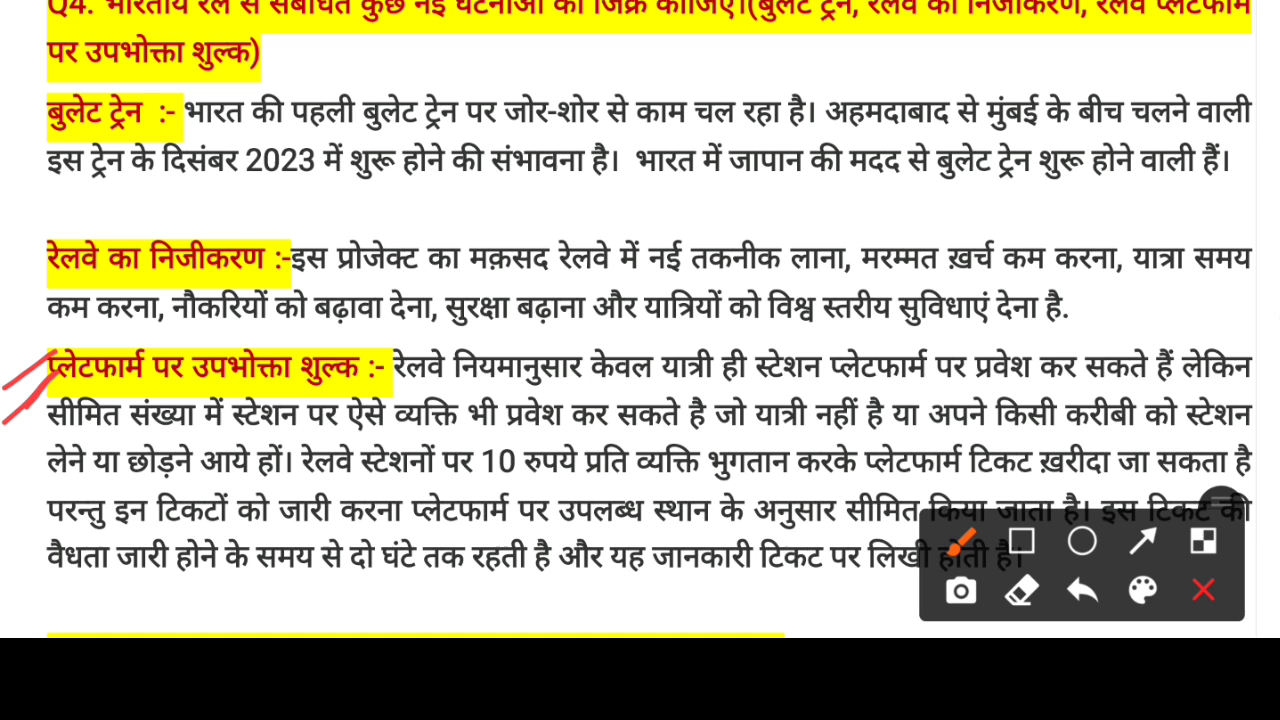 Q4. भारतीय रेल से संबंधित कुछ नई घटनाओं का जिक्र कीजिए।(बुलेट ट्रेन, रेलवे का निजीकरण, रेलवे प्लेटफार्म
पर उपभोक्ता शुल्क)
बुलेट ट्रेन :- भारत की पहली बुलेट ट्रेन पर जोर-शोर से काम चल रहा है। अहमदाबाद से मुंबई के बीच चलने वाली
इस ट्रेन के दिसंबर 2023 में शुरू होने की संभावना है। भारत में जापान की मदद से बुलेट ट्रेन शुरू होने वाली हैं।
रेलवे का निजीकरण :-इस प्रोजेक्ट का मक़सद रेलवे में नई तकनीक लाना, मरम्मत ख़र्च कम करना, यात्रा समय
कम करना, नौकरियों को बढ़ावा देना, सुरक्षा बढ़ाना और यात्रियों को विश्व स्तरीय सुविधाएं देना है.
प्लेटफार्म पर उपभोक्ता शुल्क :- रेलवे नियमानुसार केवल यात्री ही स्टेशन प्लेटफार्म पर प्रवेश कर सकते हैं लेकिन
सीमित संख्या में स्टेशन पर ऐसे व्यक्ति भी प्रवेश कर सकते है जो यात्री नहीं है या अपने किसी करीबी को स्टेशन
लेने या छोड़ने आये हों। रेलवे स्टेशनों पर 10 रुपये प्रति व्यक्ति भुगतान करके प्लेटफार्म टिकट ख़रीदा जा सकता है
परन्तु इन टिकटों को जारी करना प्लेटफार्म पर उपलब्ध स्थान के अनुसार सीमित किया जाता है। इस टिकट की
वैधता जारी होने के समय से दो घंटे तक रहती है और यह जानकारी टिकट पर लिखी होती है।